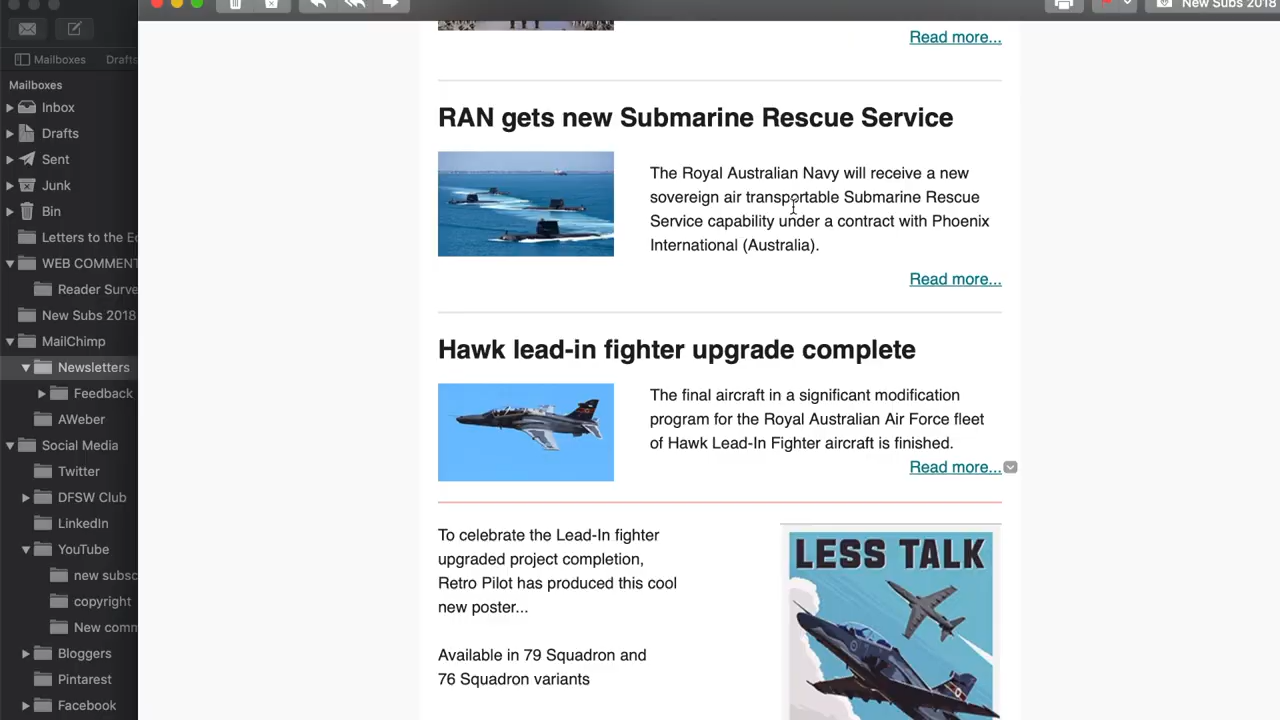 New Subs 2018
Mailboxes
Drafts
Mailboxes
Inbox
Drafts
Sent
Junk
Bin
Letters to the Ec
WEB COMMENT
Reader Surve
New Subs 2018
MailChimp
Newsletters
Feedback
AWeber
Social Media
Twitter
DFSW Club
LinkedIn
YouTube
new subsc
copyright
New comm
Bloggers
Pinterest
Facebook
Read more...
RAN gets new Submarine Rescue Service
The Royal Australian Navy will receive a new
sovereign air transportable Submarine Rescue
Service capability under a contract with Phoenix
International (Australia).
Read more...
Hawk lead-in fighter upgrade complete
The final aircraft in a significant modification
program for the Royal Australian Air Force fleet
of Hawk Lead-In Fighter aircraft is finished.
Read more...
To celebrate the Lead-In fighter
upgraded project completion,
Retro Pilot has produced this cool
new poster...
Available in 79 Squadron and
76 Squadron variants
LESS TALK